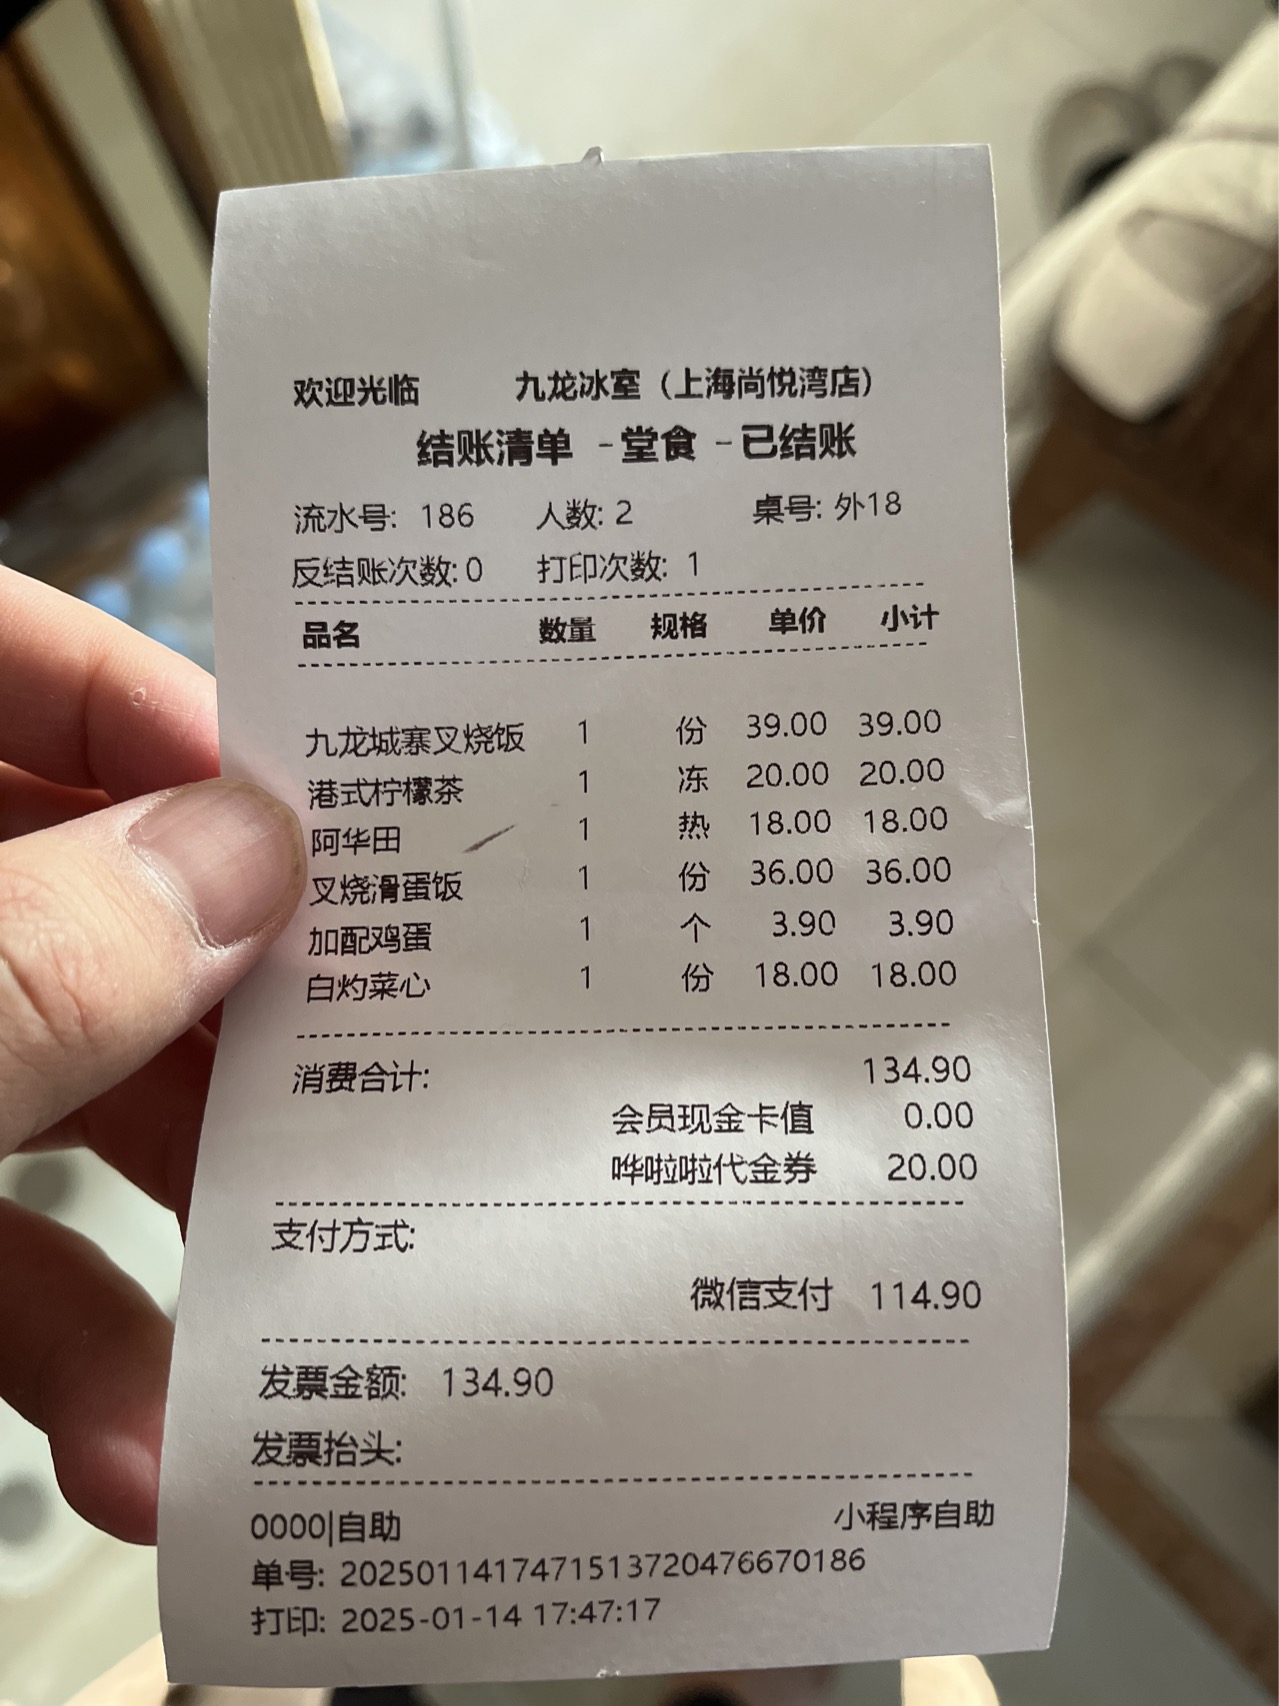 欢迎光临 九龙冰室（上海尚悦湾店）
结账清单 -堂食 -已结账
流水号: 186 人数: 2 桌号: 外18
反结账次数: 0 打印次数: 1
品名 数量 规格 单价 小计
九龙城寨叉烧饭 1 份 39.00 39.00
港式柠檬茶 1 冻 20.00 20.00
阿华田 1 热 18.00 18.00
叉烧滑蛋饭 1 份 36.00 36.00
加配鸡蛋 1 个 3.90 3.90
白灼菜心 1 份 18.00 18.00
消费合计: 134.90
会员现金卡值 0.00
哗啦啦代金券 20.00
支付方式:
微信支付 114.90
发票金额: 134.90
发票抬头:
0000|自助 小程序自助
单号: 2025011417471513720476670186
打印: 2025-01-14 17:47:17